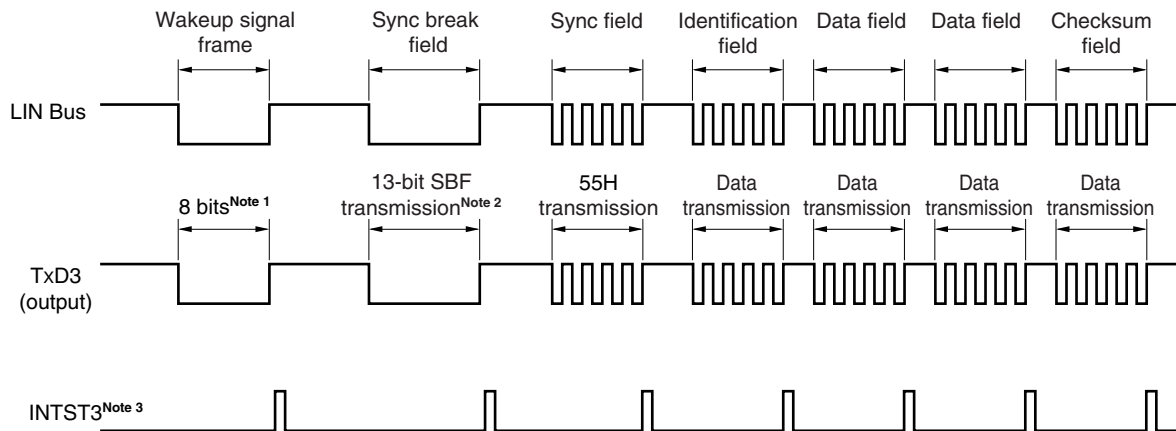 Wakeup signal
frame
Sync break
field
Sync field
Identification
field
Data field
Data field
Checksum
field
LIN Bus
8 bitsNote 1
13-bit SBF
transmissionNote 2
55H
transmission
Data
transmission
Data
transmission
Data
transmission
Data
transmission
TxD3
(output)
INTST3Note 3